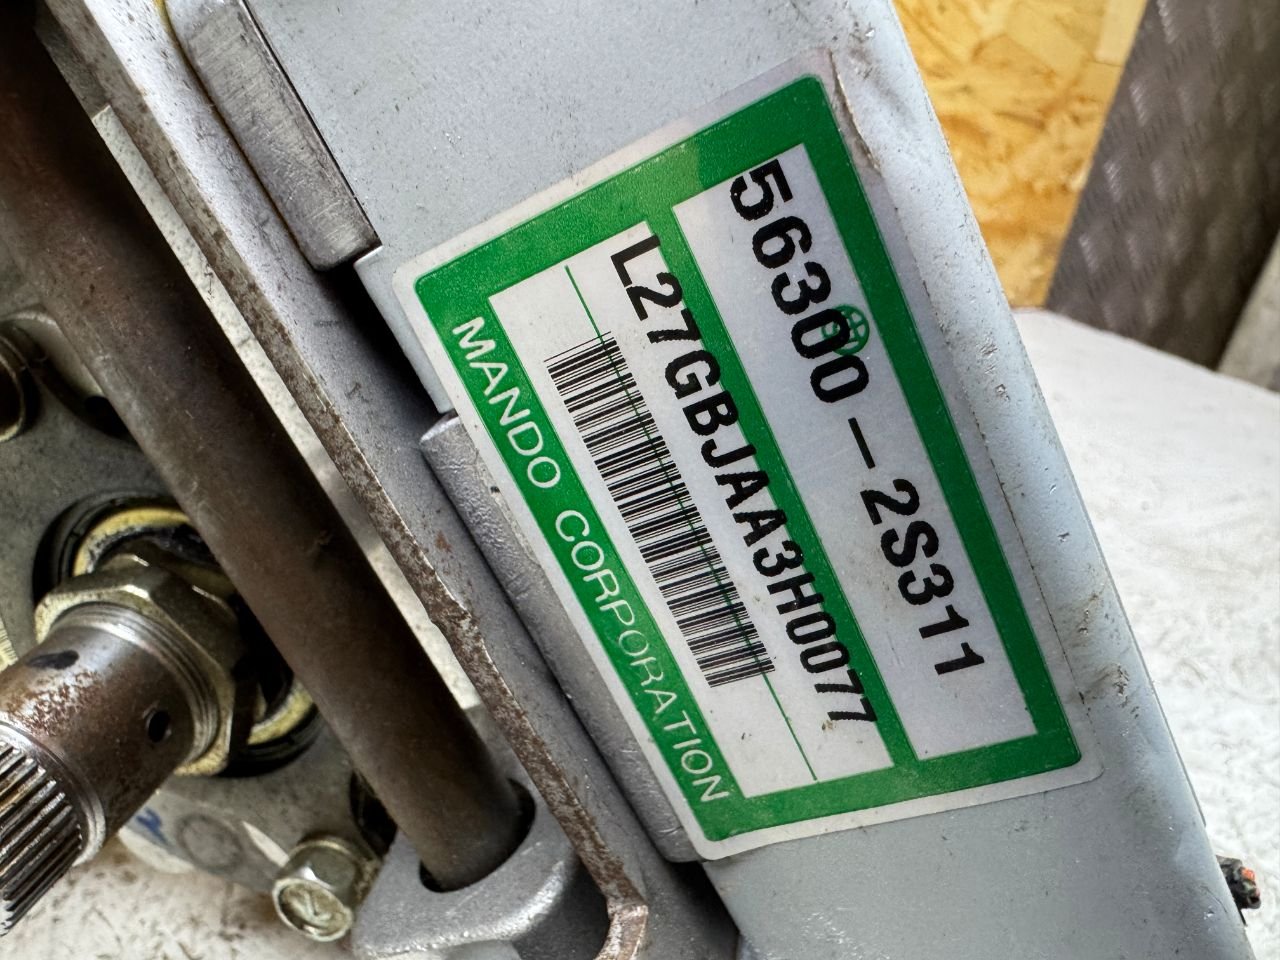 56300-2S311
L27GBJAA3H0077
MANDO CORPORATION